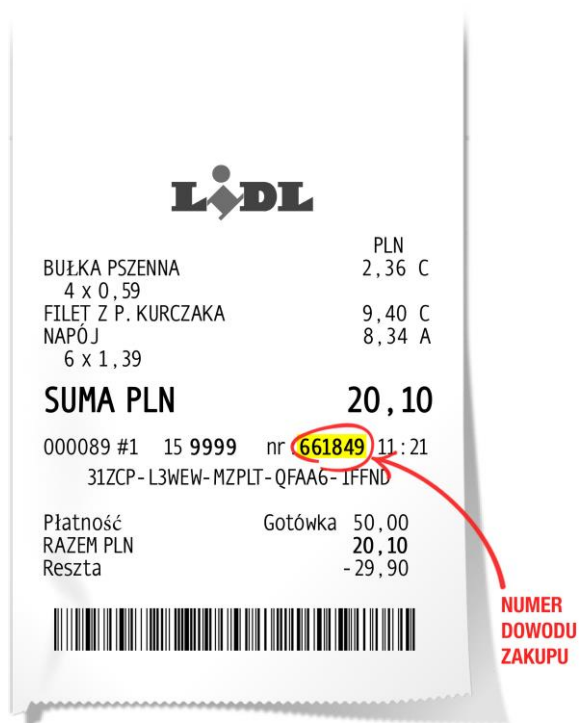 LIDL
PLN
BUŁKA PSZENNA 2,36 C
4 x 0,59
FILET Z P. KURCZAKA 9,40 C
NAPÓJ 8,34 A
6 x 1,39
SUMA PLN 20,10
000089 #1 15 9999 nr 661849 11:21
31ZCP-L3WEW-MZPLT-QFAA6-IFFND
Płatność Gotówka 50,00
RAZEM PLN 20,10
Reszta -29,90
NUMER
DOWODU
ZAKUPU